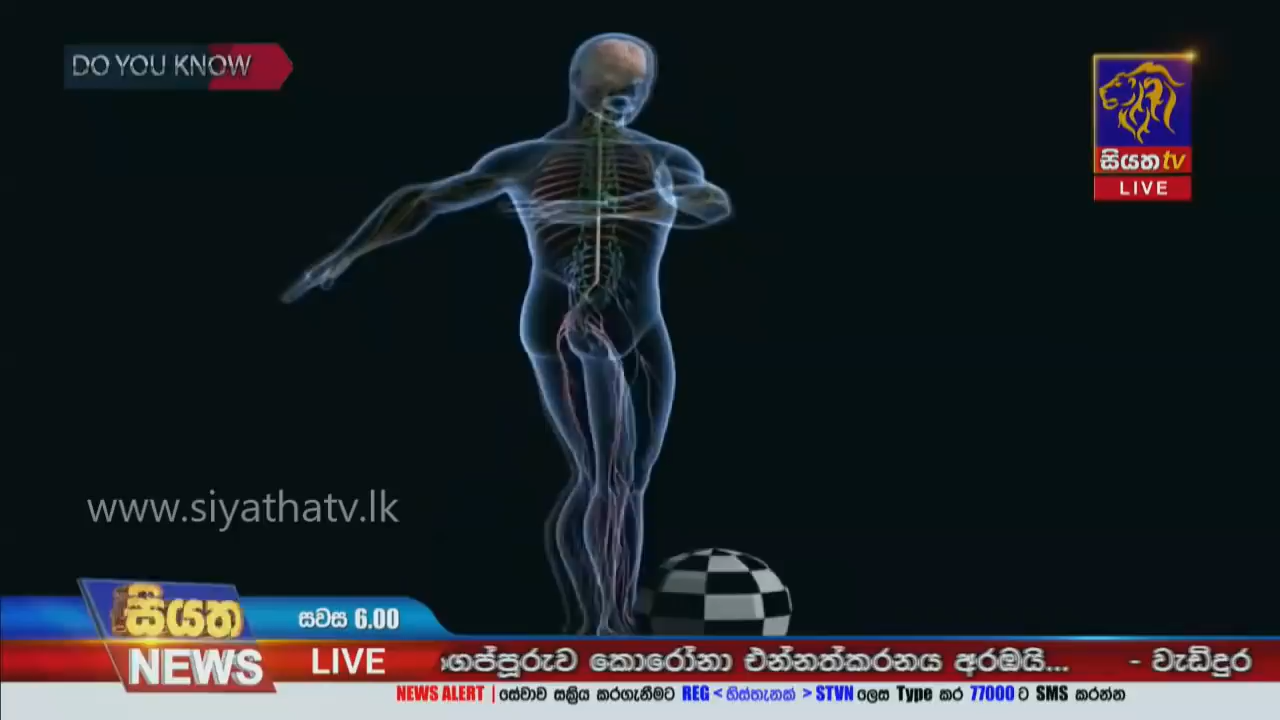 DO YOU KNOW
සියත tv
LIVE
www.siyathatv.lk
සියත
NEWS
සවස 6.00
LIVE
ගප්පූරුව කොරෝනා එන්නත්කරනය අරඹයි... - වැඩිදුර
NEWS ALERT | සේවාව සක්‍රිය කරගැනීමට REG < හිස්තැනක් > STVN ලෙස Type කර 77000 ට SMS කරන්න